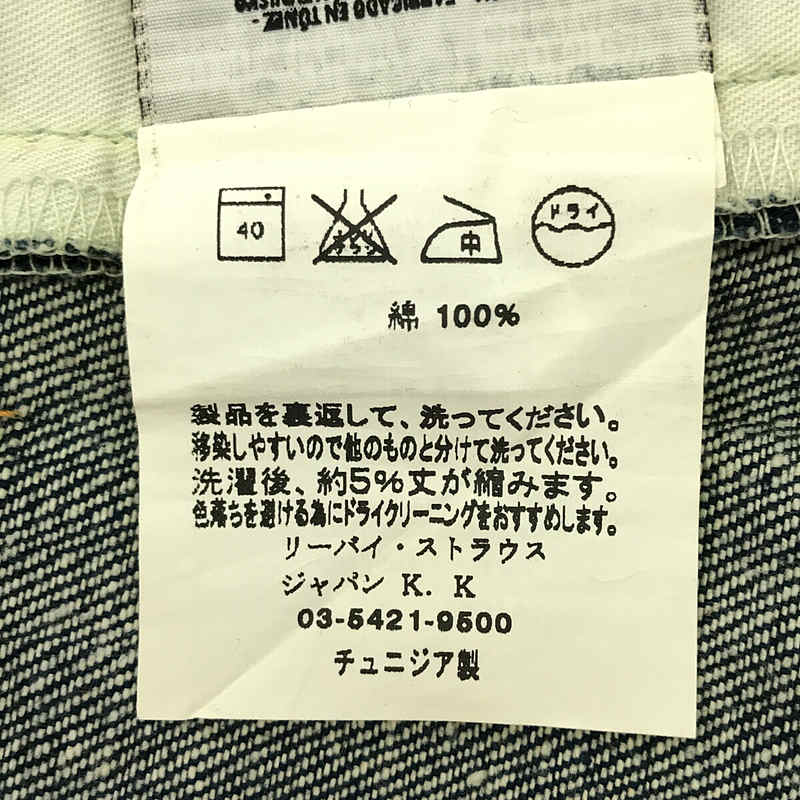 FABRICADO EN TÚNEZ -
40
中
ドライ
綿 100%
製品を裏返して、洗ってください。
移染しやすいので他のものと分けて洗ってください。
洗濯後、約5%丈が縮みます。
色落ちを避ける為にドライクリーニングをおすすめします。
リーバイ・ストラウス
ジャパン K. K
03-5421-9500
チュニジア製